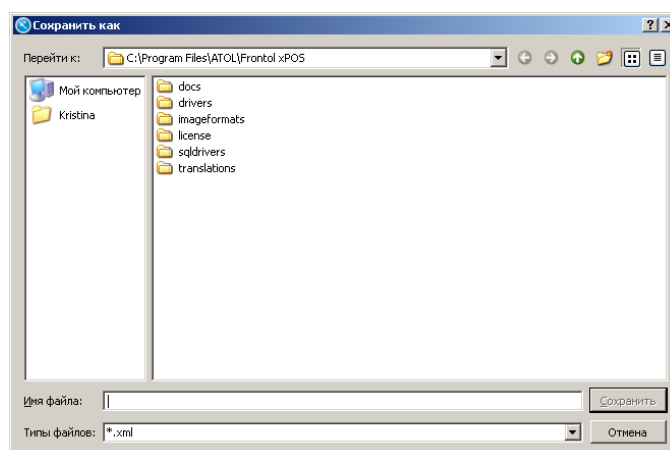 Сохранить как
Перейти к: C:\Program Files\ATOL\Frontol xPOS
Мой компьютер
Kristina
docs
drivers
imageformats
license
sqldrivers
translations
Имя файла: Сохранить
Типы файлов: *.xml Отмена